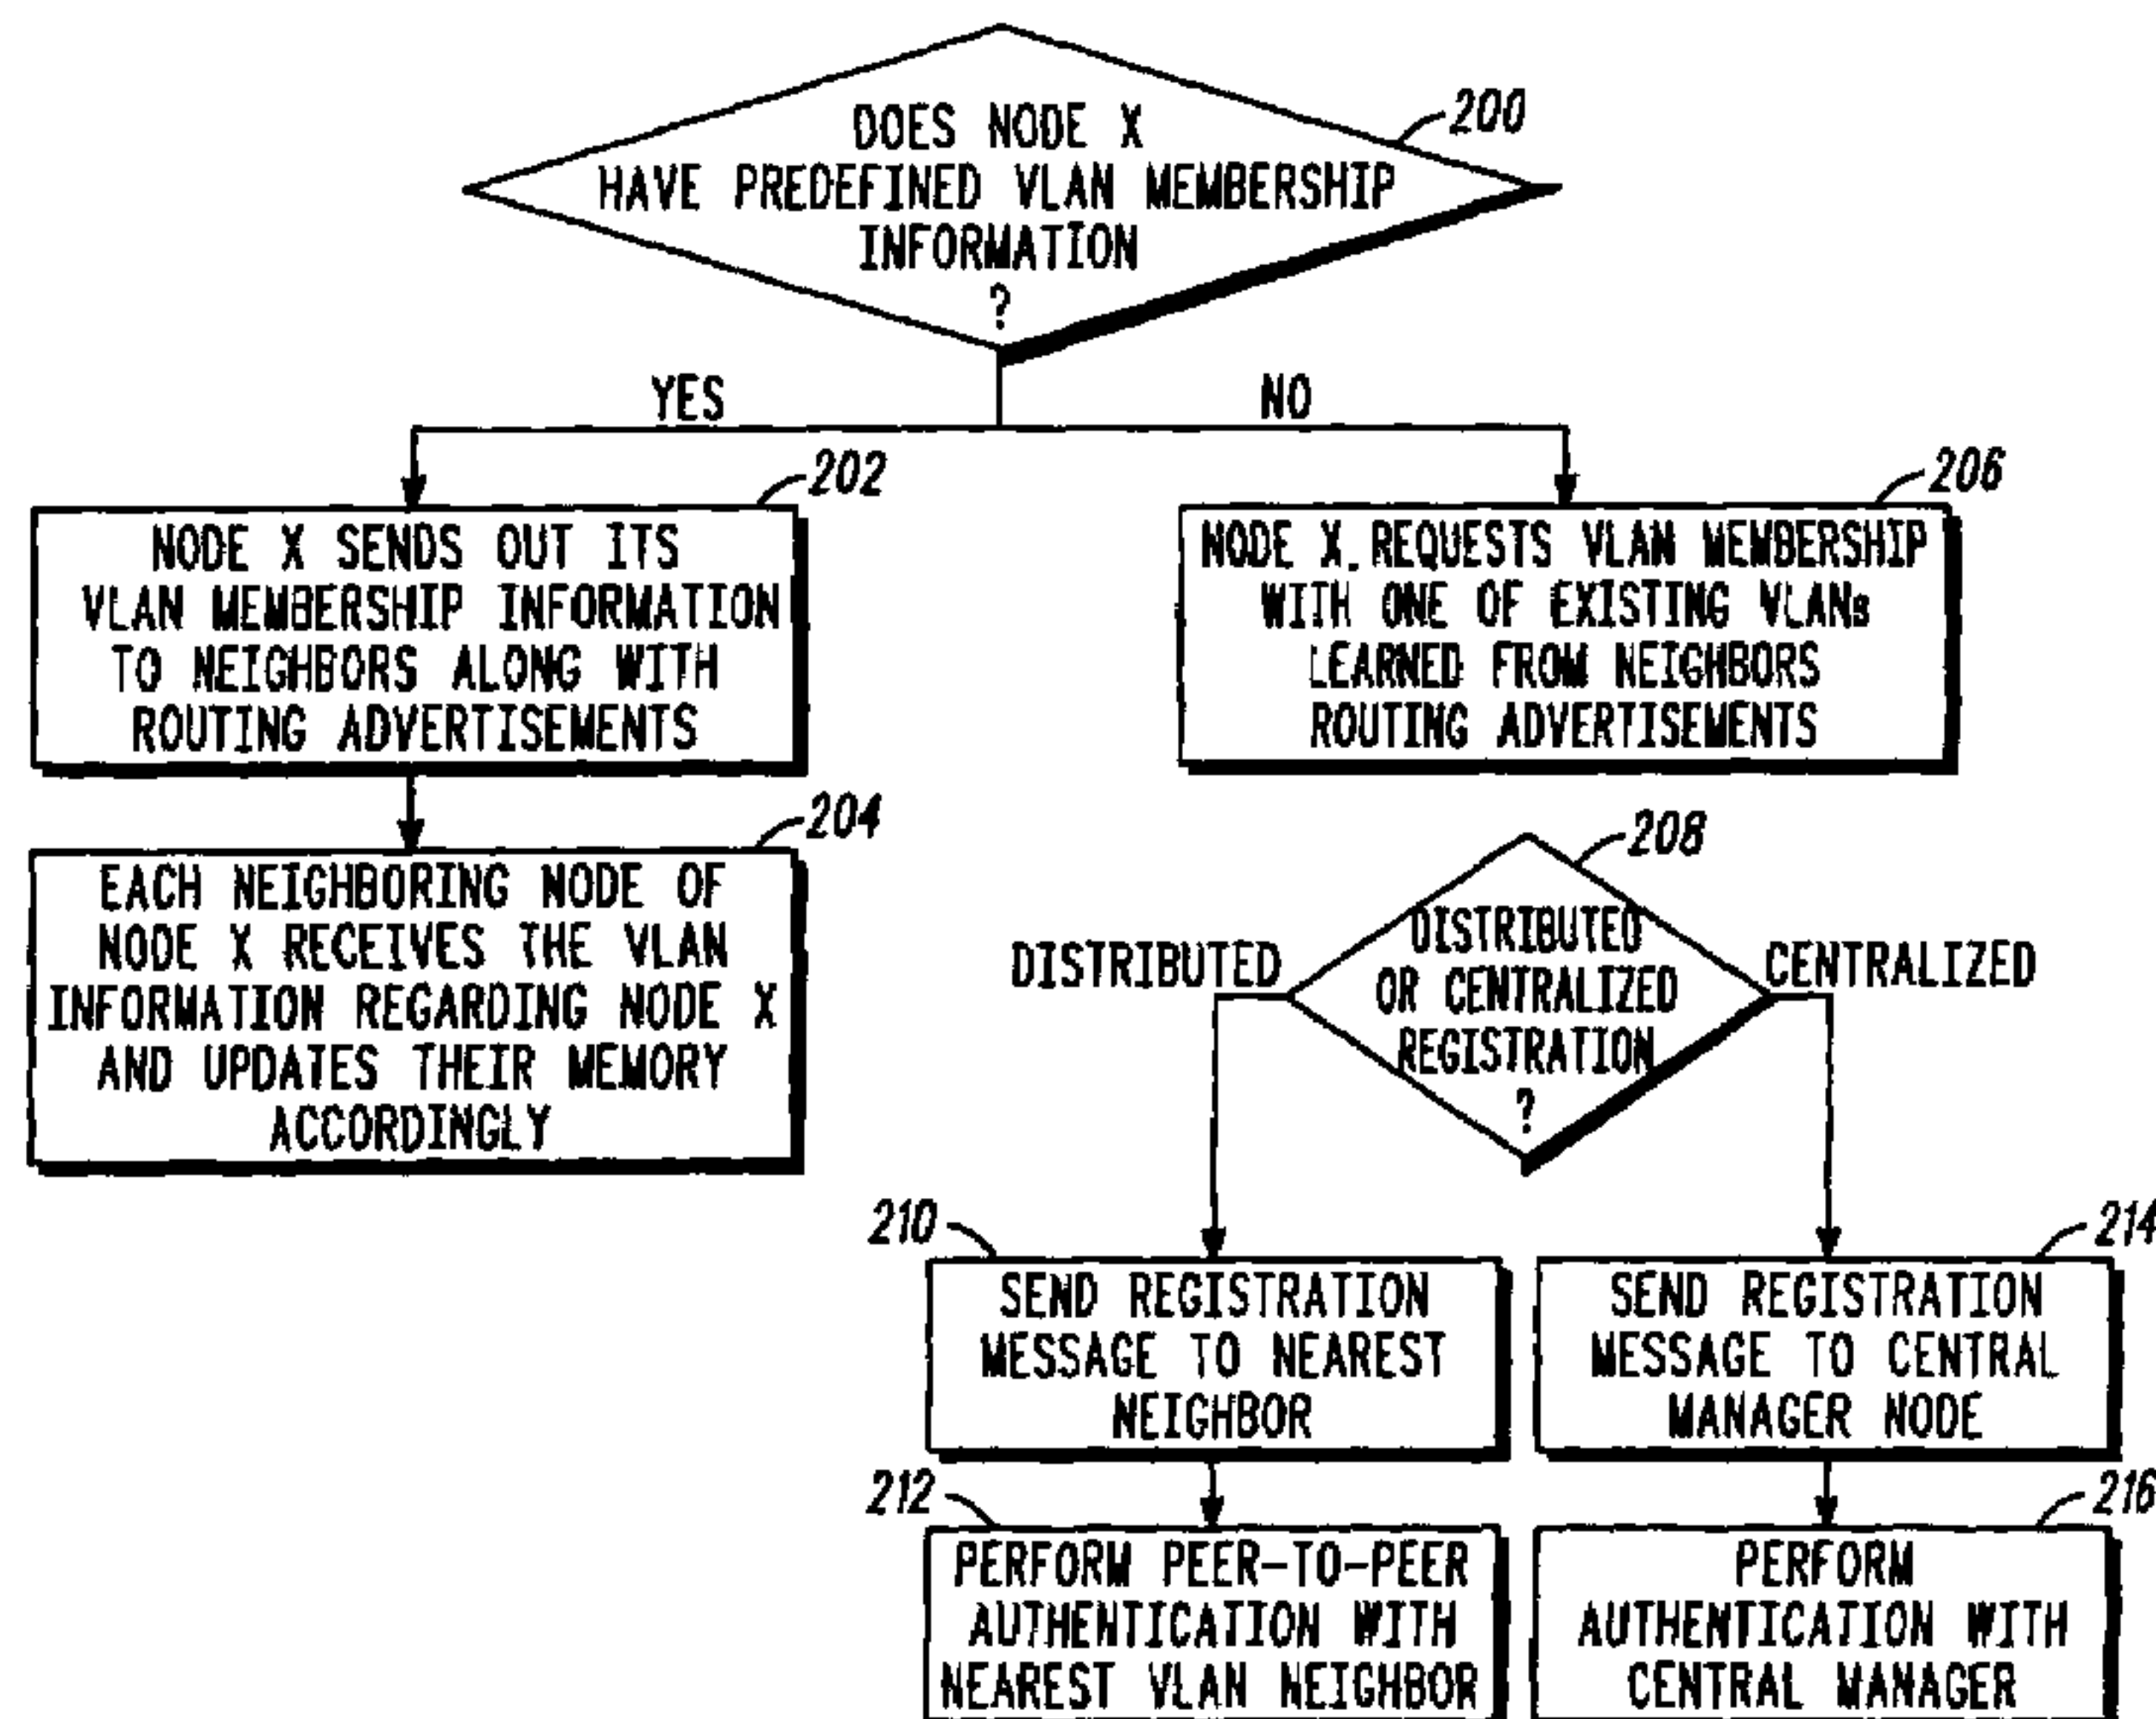 DOES NODE X
HAVE PREDEFINED VLAN MEMBERSHIP
INFORMATION
?
200
YES
NO
202
NODE X SENDS OUT ITS
VLAN MEMBERSHIP INFORMATION
TO NEIGHBORS ALONG WITH
ROUTING ADVERTISEMENTS
206
NODE X. REQUESTS VLAN MEMBERSHIP
WITH ONE OF EXISTING VLANs
LEARNED FROM NEIGHBORS
ROUTING ADVERTISEMENTS
204
EACH NEIGHBORING NODE OF
NODE X RECEIVES THE VLAN
INFORMATION REGARDING NODE X
AND UPDATES THEIR MEMORY
ACCORDINGLY
208
DISTRIBUTED
DISTRIBUTED
OR CENTRALIZED
REGISTRATION
?
CENTRALIZED
210
SEND REGISTRATION
MESSAGE TO NEAREST
NEIGHBOR
214
SEND REGISTRATION
MESSAGE TO CENTRAL
MANAGER NODE
212
PERFORM PEER-TO-PEER
AUTHENTICATION WITH
NEAREST VLAN NEIGHBOR
216
PERFORM
AUTHENTICATION WITH
CENTRAL MANAGER